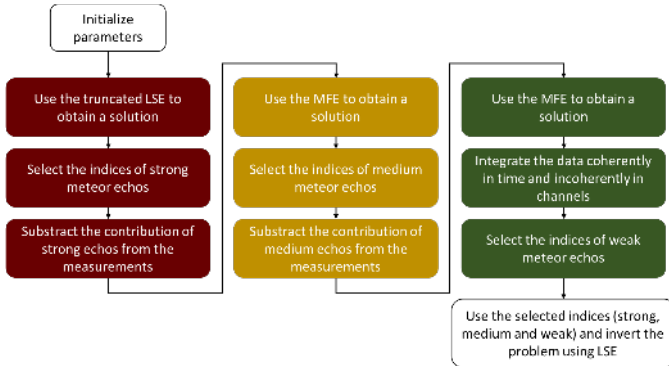 Initialize
parameters
Use the truncated LSE to
obtain a solution
Select the indices of strong
meteor echos
Substract the contribution of
strong echos from the
measurements
Use the MFE to obtain a
solution
Select the indices of medium
meteor echos
Substract the contribution of
medium echos from the
measurements
Use the MFE to obtain a
solution
Integrate the data coherently
in time and incoherently in
channels
Select the indices of weak
meteor echos
Use the selected indices (strong,
medium and weak) and invert the
problem using LSE